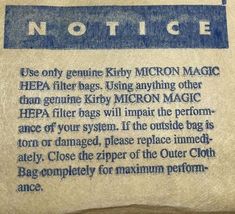 NOTICE
Use only genuine Kirby MICRON MAGIC
HEPA filter bags. Using anything other
than genuine Kirby MICRON MAGIC
HEPA filter bags will impair the perform-
ance of your system. If the outside bag is
torn or damaged, please replace immedi-
ately. Close the zipper of the Outer Cloth
Bag completely for maximum perform-
ance.